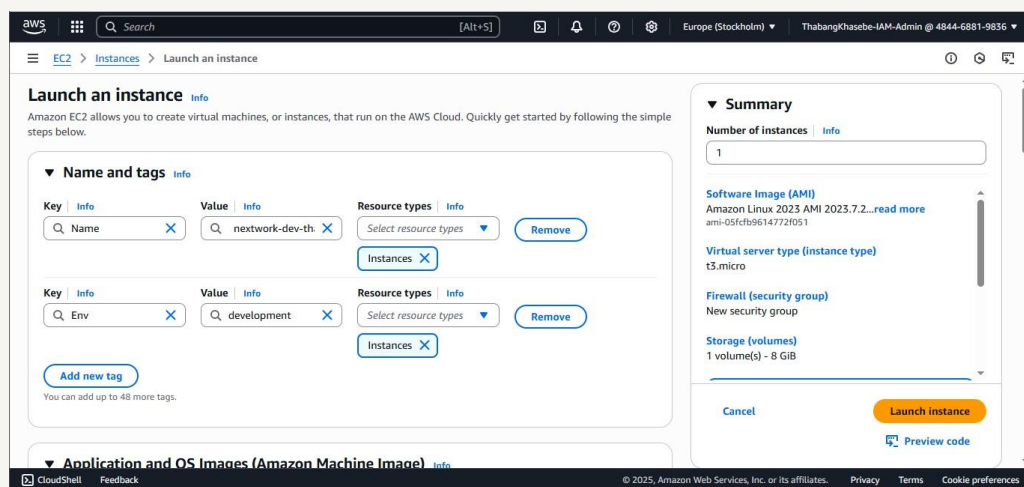 aws
Search
[Alt+S]
Europe (Stockholm)
ThabangKhasebe-IAM-Admin @ 4844-6881-9836
EC2 > Instances > Launch an instance
Launch an instance Info
Amazon EC2 allows you to create virtual machines, or instances, that run on the AWS Cloud. Quickly get started by following the simple
steps below.
Name and tags Info
Key Info
Value Info
Resource types Info
Name
nextwork-dev-th
Select resource types
Remove
Instances
Key Info
Value Info
Resource types Info
Env
development
Select resource types
Remove
Instances
Add new tag
You can add up to 48 more tags.
Application and OS Images (Amazon Machine Image) Info
Summary
Number of instances Info
1
Software Image (AMI)
Amazon Linux 2023 AMI 2023.7.2...read more
ami-05fcfb9614772f051
Virtual server type (instance type)
t3.micro
Firewall (security group)
New security group
Storage (volumes)
1 volume(s) - 8 GiB
Cancel
Launch instance
Preview code
CloudShell
Feedback
© 2025, Amazon Web Services, Inc. or its affiliates.
Privacy
Terms
Cookie preferences